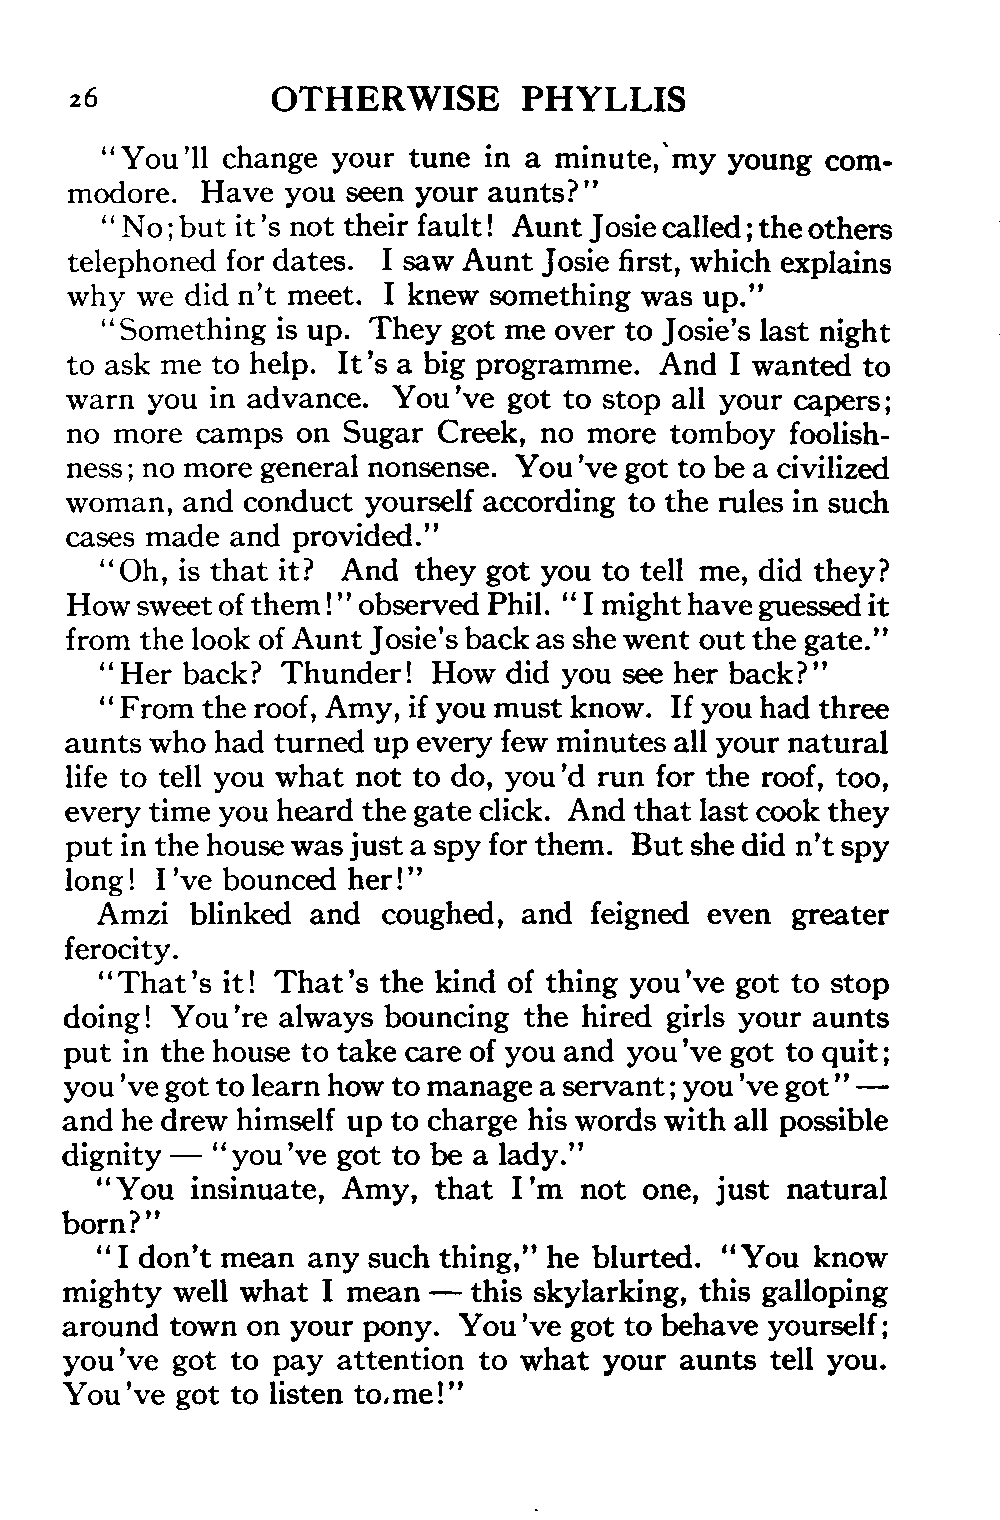 26 OTHERWISE PHYLLIS
"You'll change your tune in a minute, my young com-
modore. Have you seen your aunts?"
"No; but it's not their fault! Aunt Josie called; the others
telephoned for dates. I saw Aunt Josie first, which explains
why we did n't meet. I knew something was up."
"Something is up. They got me over to Josie's last night
to ask me to help. It's a big programme. And I wanted to
warn you in advance. You've got to stop all your capers;
no more camps on Sugar Creek, no more tomboy foolish-
ness; no more general nonsense. You've got to be a civilized
woman, and conduct yourself according to the rules in such
cases made and provided."
"Oh, is that it? And they got you to tell me, did they?
How sweet of them!" observed Phil. "I might have guessed it
from the look of Aunt Josie's back as she went out the gate."
"Her back? Thunder! How did you see her back?"
"From the roof, Amy, if you must know. If you had three
aunts who had turned up every few minutes all your natural
life to tell you what not to do, you'd run for the roof, too,
every time you heard the gate click. And that last cook they
put in the house was just a spy for them. But she did n't spy
long! I've bounced her!"
Amzi blinked and coughed, and feigned even greater
ferocity.
"That's it! That's the kind of thing you've got to stop
doing! You're always bouncing the hired girls your aunts
put in the house to take care of you and you've got to quit;
you've got to learn how to manage a servant; you've got" —
and he drew himself up to charge his words with all possible
dignity — "you've got to be a lady."
"You insinuate, Amy, that I'm not one, just natural
born?"
"I don't mean any such thing," he blurted. "You know
mighty well what I mean — this skylarking, this galloping
around town on your pony. You've got to behave yourself;
you've got to pay attention to what your aunts tell you.
You've got to listen to me!"